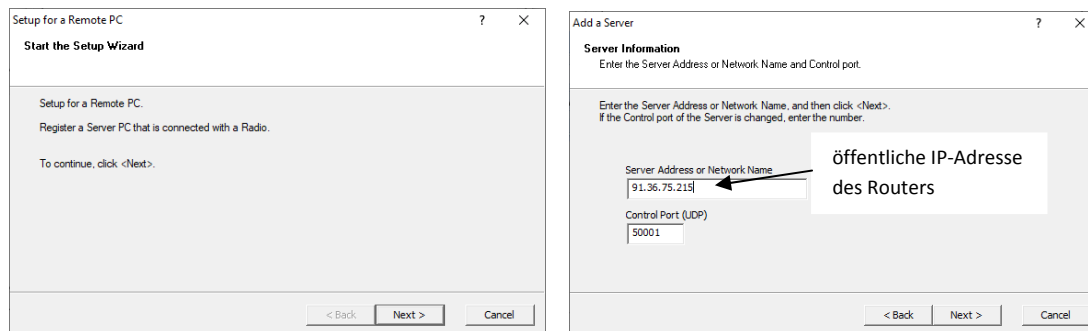 Setup for a Remote PC
Start the Setup Wizard
Setup for a Remote PC.
Register a Server PC that is connected with a Radio.
To continue, click <Next>.
< Back
Next >
Cancel
Add a Server
Server Information
Enter the Server Address or Network Name and Control port.
Enter the Server Address or Network Name, and then click <Next>.
If the Control port of the Server is changed, enter the number.
Server Address or Network Name
91.36.75.215
öffentliche IP-Adresse
des Routers
Control Port (UDP)
50001
< Back
Next >
Cancel